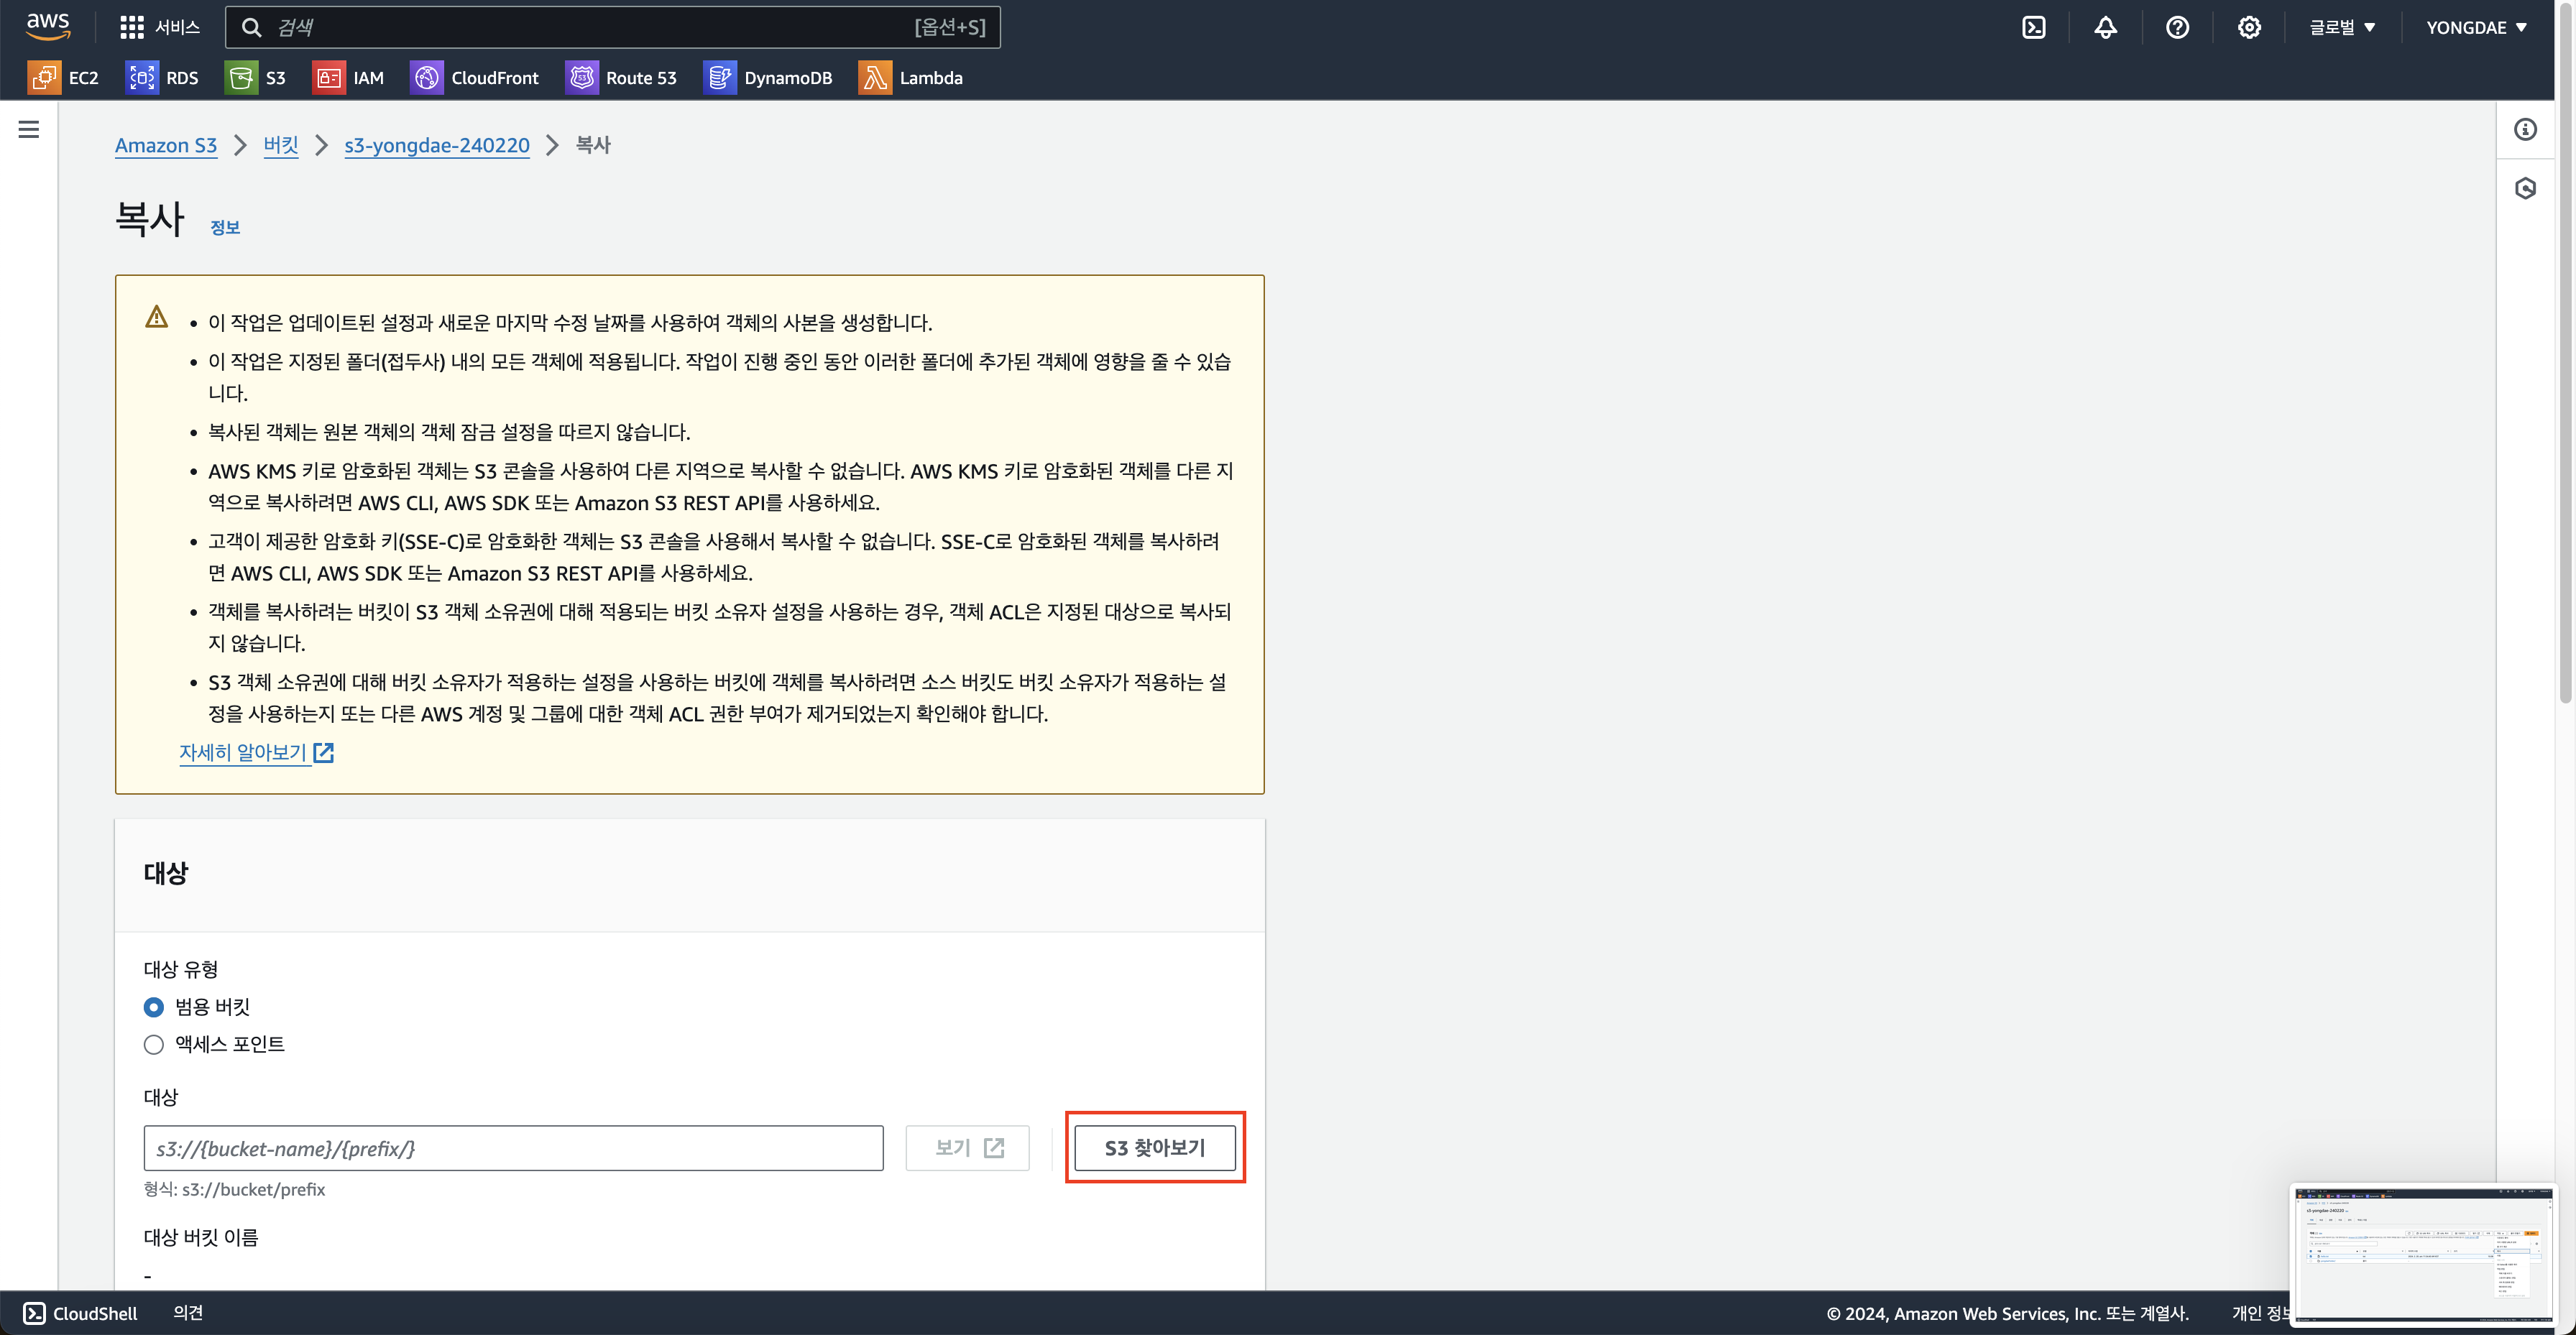 aws
서비스
검색
[옵션+S]
글로벌
YONGDAE
EC2
RDS
S3
IAM
CloudFront
Route 53
DynamoDB
Lambda
Amazon S3
버킷
s3-yongdae-240220
복사
복사
정보
이 작업은 업데이트된 설정과 새로운 마지막 수정 날짜를 사용하여 객체의 사본을 생성합니다.
이 작업은 지정된 폴더(접두사) 내의 모든 객체에 적용됩니다. 작업이 진행 중인 동안 이러한 폴더에 추가된 객체에 영향을 줄 수 있습
니다.
복사된 객체는 원본 객체의 객체 잠금 설정을 따르지 않습니다.
AWS KMS 키로 암호화된 객체는 S3 콘솔을 사용하여 다른 지역으로 복사할 수 없습니다. AWS KMS 키로 암호화된 객체를 다른 지
역으로 복사하려면 AWS CLI, AWS SDK 또는 Amazon S3 REST API를 사용하세요.
고객이 제공한 암호화 키(SSE-C)로 암호화한 객체는 S3 콘솔을 사용해서 복사할 수 없습니다. SSE-C로 암호화된 객체를 복사하려
면 AWS CLI, AWS SDK 또는 Amazon S3 REST API를 사용하세요.
객체를 복사하려는 버킷이 S3 객체 소유권에 대해 적용되는 버킷 소유자 설정을 사용하는 경우, 객체 ACL은 지정된 대상으로 복사되
지 않습니다.
S3 객체 소유권에 대해 버킷 소유자가 적용하는 설정을 사용하는 버킷에 객체를 복사하려면 소스 버킷도 버킷 소유자가 적용하는 설
정을 사용하는지 또는 다른 AWS 계정 및 그룹에 대한 객체 ACL 권한 부여가 제거되었는지 확인해야 합니다.
자세히 알아보기
대상
대상 유형
범용 버킷
액세스 포인트
대상
s3://{bucket-name}/{prefix/}
보기
S3 찾아보기
형식: s3://bucket/prefix
대상 버킷 이름
-
CloudShell
의견
© 2024, Amazon Web Services, Inc. 또는 계열사.
개인 정보